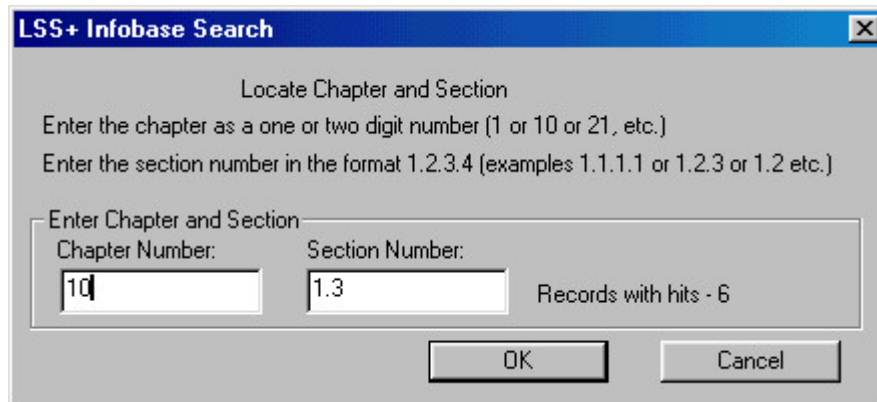 LSS+ Infobase Search
Locate Chapter and Section
Enter the chapter as a one or two digit number (1 or 10 or 21, etc.)
Enter the section number in the format 1.2.3.4 (examples 1.1.1.1 or 1.2.3 or 1.2 etc.)
Enter Chapter and Section
Chapter Number: Section Number:
10 1.3 Records with hits - 6
OK Cancel